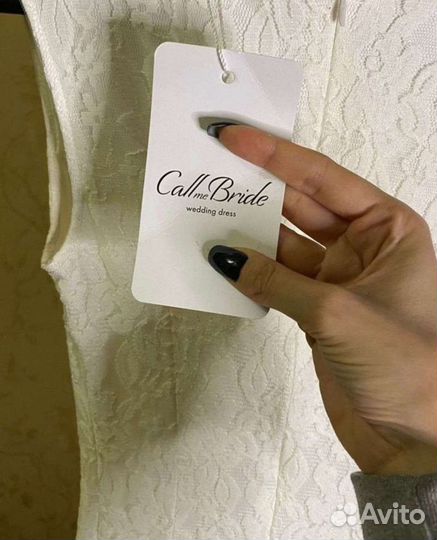 Call me Bride
wedding dress
Avito